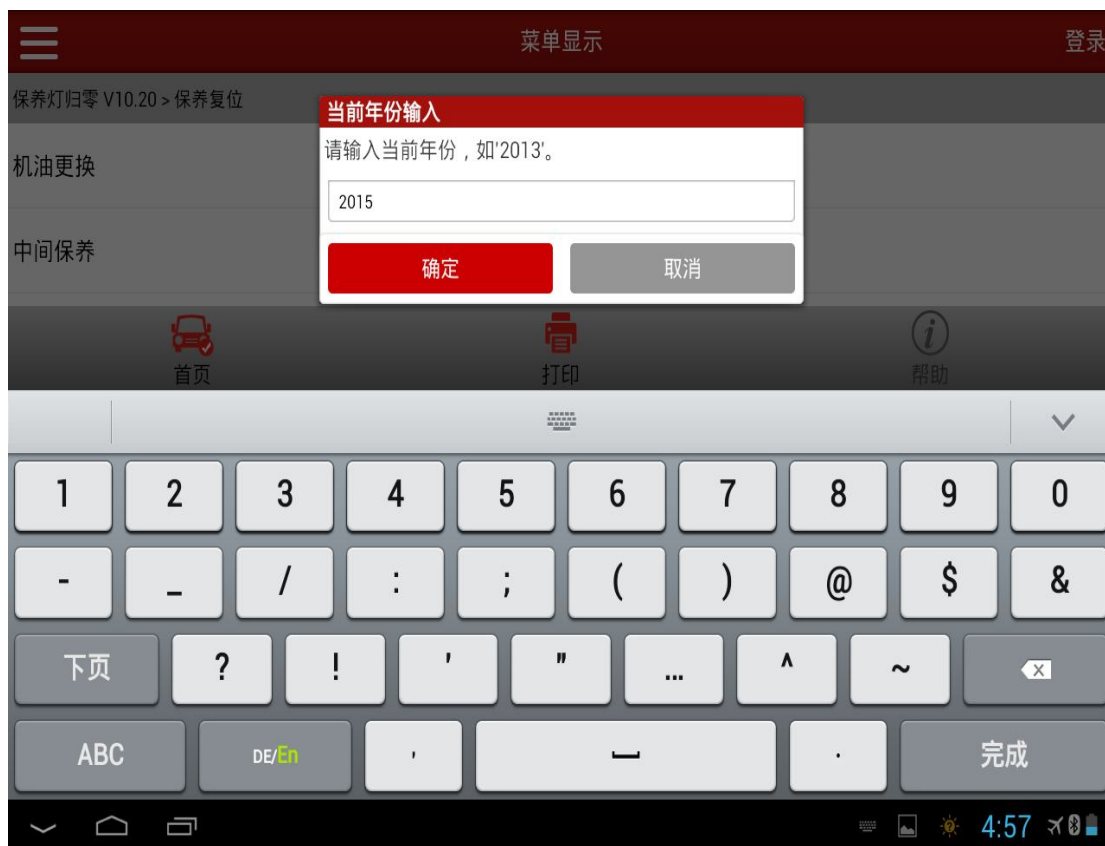 菜单显示
登录
保养灯归零 V10.20 > 保养复位
当前年份输入
请输入当前年份，如'2013'。
机油更换
2015
中间保养
确定
取消
首页
打印
帮助
1 2 3 4 5 6 7 8 9 0
- _ / : ; ( ) @ $ &
下页 ? ! ' " ... ^ ~ x
ABC DE/En , .
完成
4:57